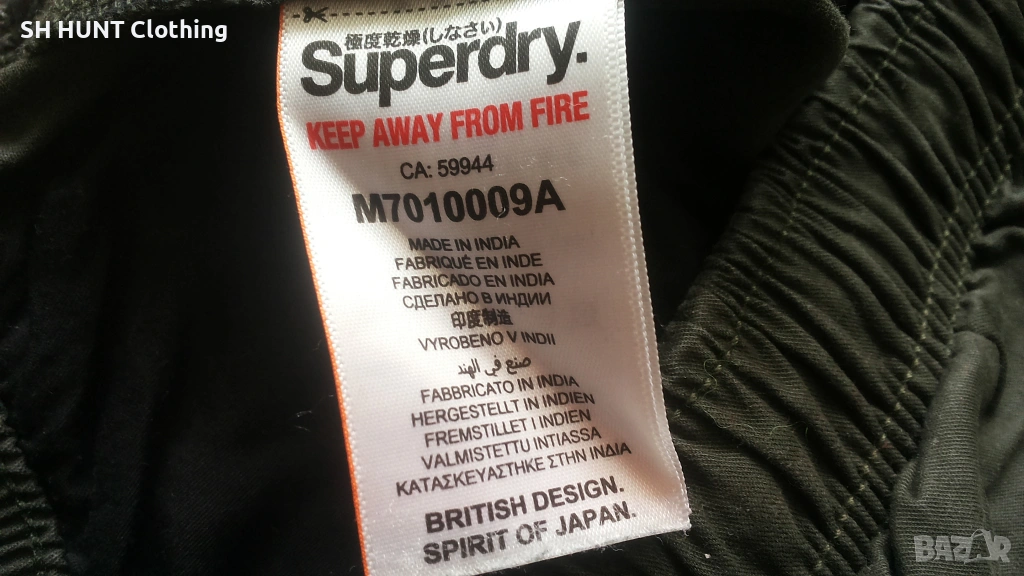 SH HUNT Clothing
極度乾燥(しなさい)
Superdry.
KEEP AWAY FROM FIRE
CA: 59944
M7010009A
MADE IN INDIA
FABRIQUÉ EN INDE
FABRICADO EN INDIA
СДЕЛАНО В ИНДИИ
印度制造
VYROBENO V INDII
صنع في الهند
FABBRICATO IN INDIA
HERGESTELLT IN INDIEN
FREMSTILLET I INDIEN
VALMISTETTU INTIASSA
ΚΑΤΑΣΚΕΥΑΣΤΗΚΕ ΣΤΗΝ INDIA
BRITISH DESIGN.
SPIRIT OF JAPAN.
BAZAR